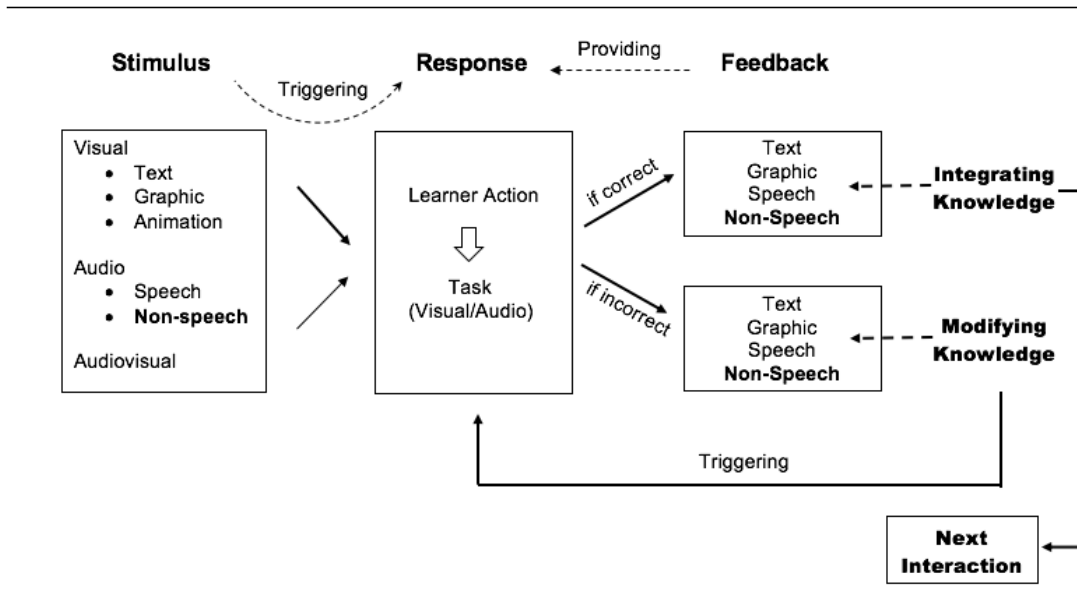 Stimulus
Triggering
Response
Providing
Feedback
Visual
• Text
• Graphic
• Animation
Audio
• Speech
• Non-speech
Audiovisual
Learner Action
Task
(Visual/Audio)
if correct
Text
Graphic
Speech
Non-Speech
Integrating
Knowledge
if incorrect
Text
Graphic
Speech
Non-Speech
Modifying
Knowledge
Triggering
Next
Interaction